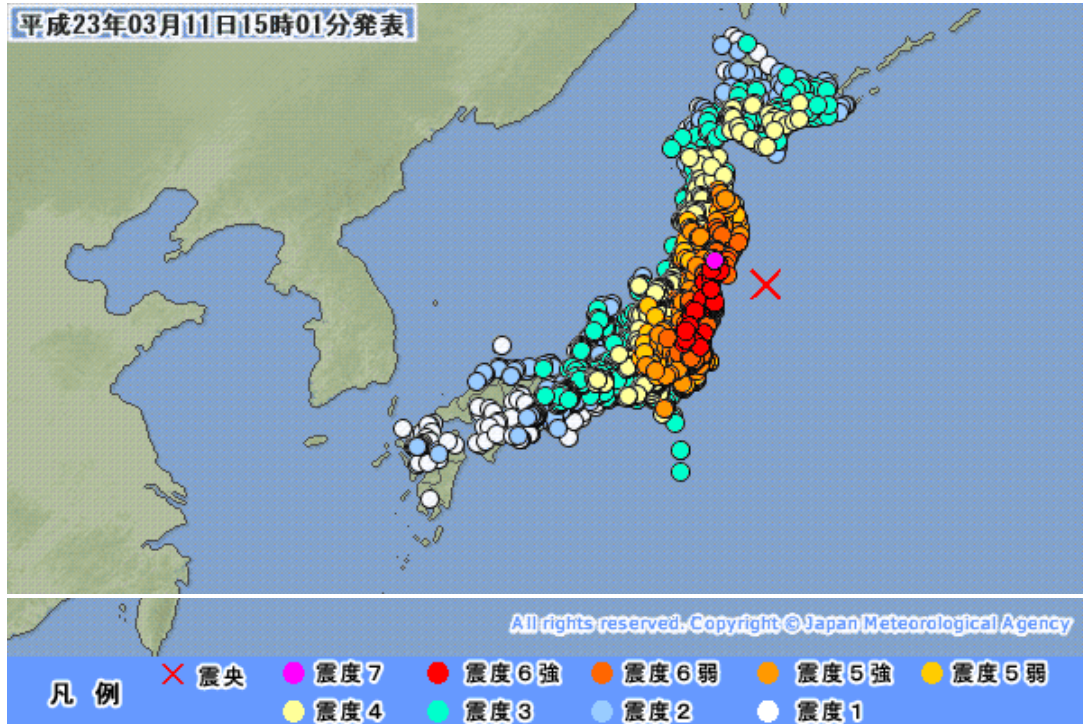 平成23年03月11日15時01分発表
All rights reserved. Copyright © Japan Meteorological Agency
凡 例
震央 震度7 震度6強 震度6弱 震度5強 震度5弱
震度4 震度3 震度2 震度1